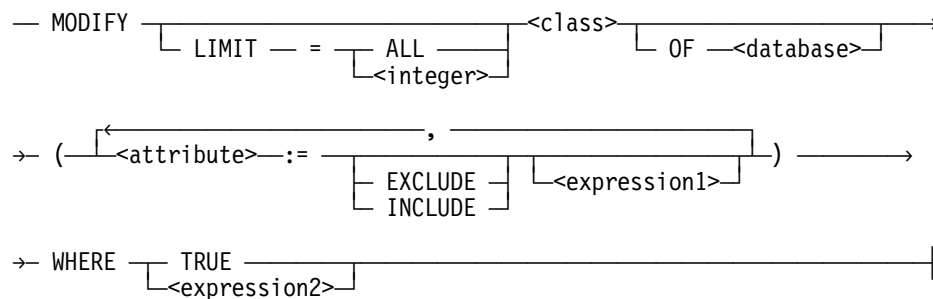 MODIFY <class>
LIMIT = ALL OF <database>
<integer>
,
( <attribute> := )
EXCLUDE <expression1>
INCLUDE
WHERE TRUE
<expression2>